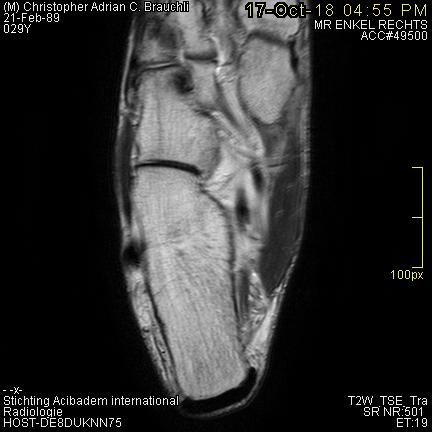 (M) Christopher Adrian C. Brauchli
21-Feb-89
029Y
17-Oct-18 04:55 PM
MR ENKEL RECHTS
ACC#49500
100px
--x-
Stichting Acibadem international
Radiologie
HOST-DE8DUKNN75
T2W_TSE_Tra
SR NR:501
ET:19